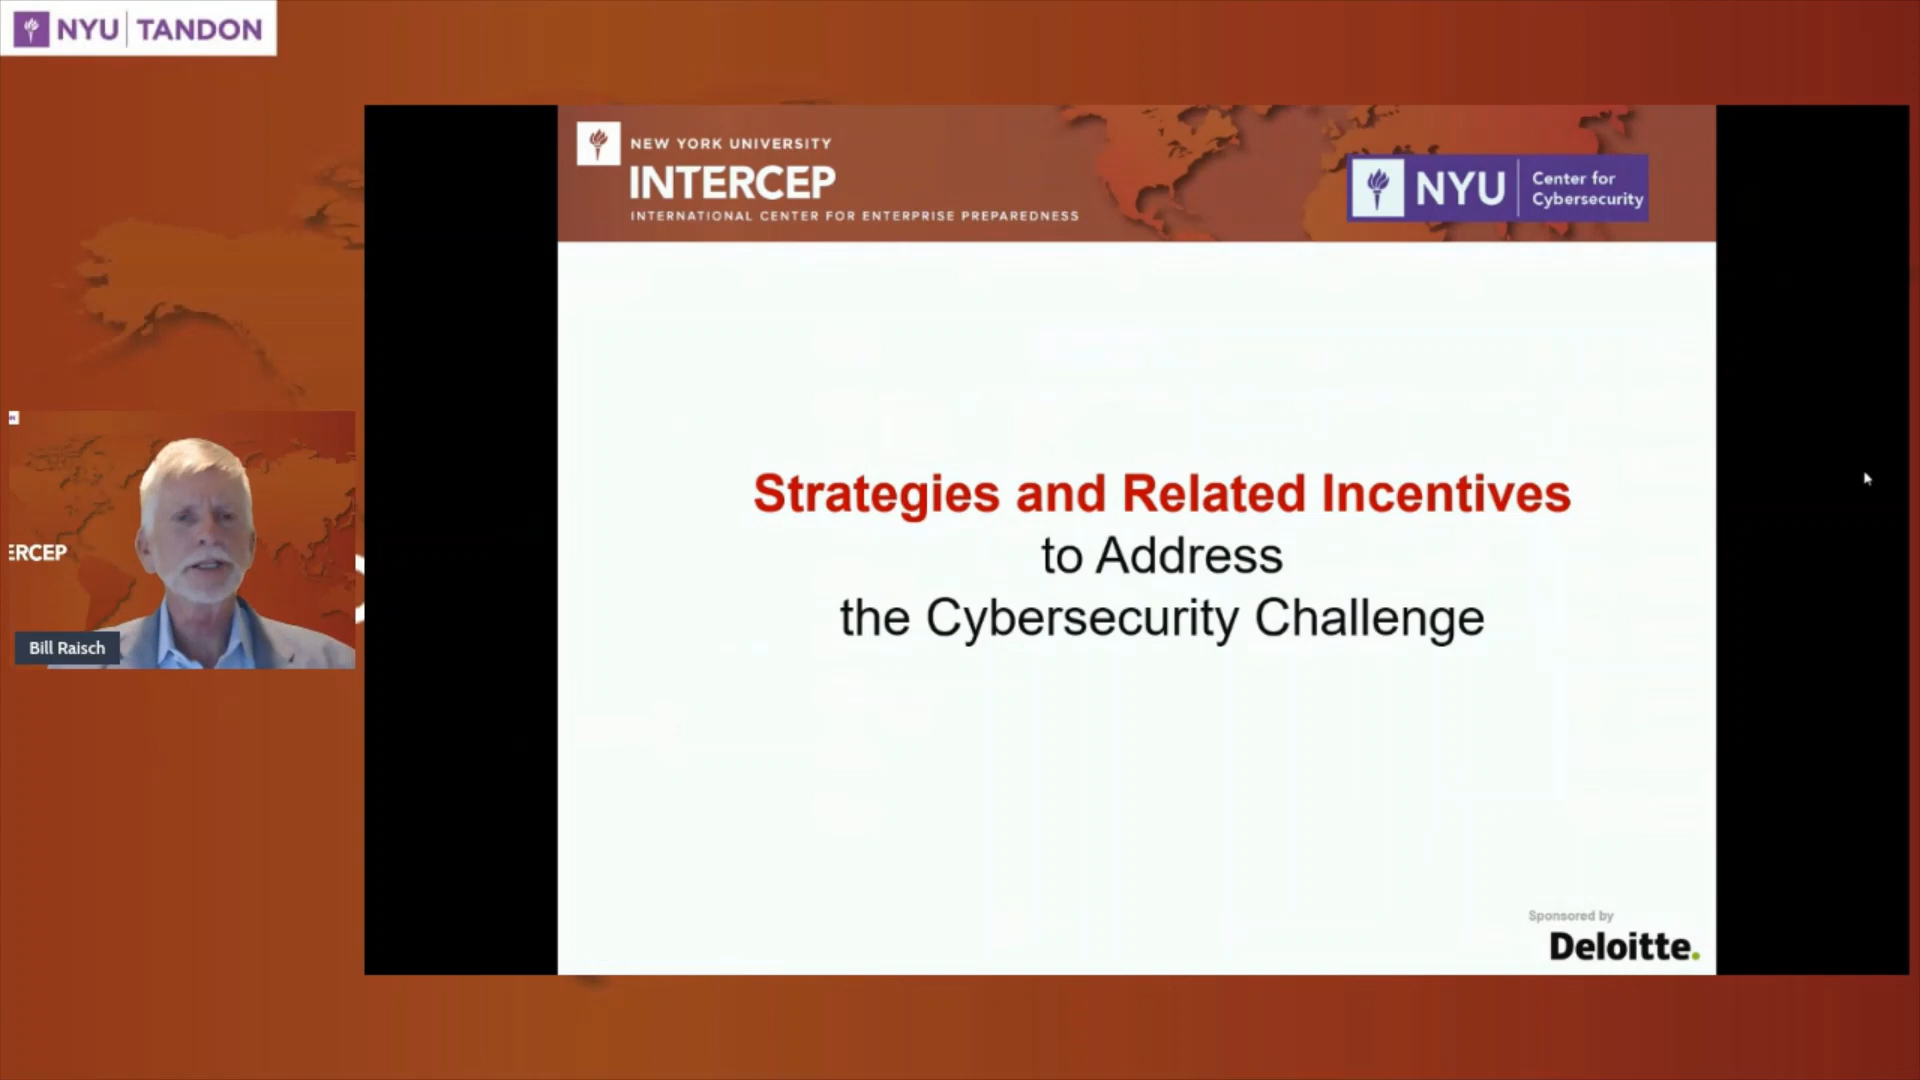 NYU | TANDON
NEW YORK UNIVERSITY
INTERCEP
INTERNATIONAL CENTER FOR ENTERPRISE PREPAREDNESS
NYU
Center for
Cybersecurity
Strategies and Related Incentives
to Address
the Cybersecurity Challenge
ERCEP
Bill Raisch
Sponsored by
Deloitte.